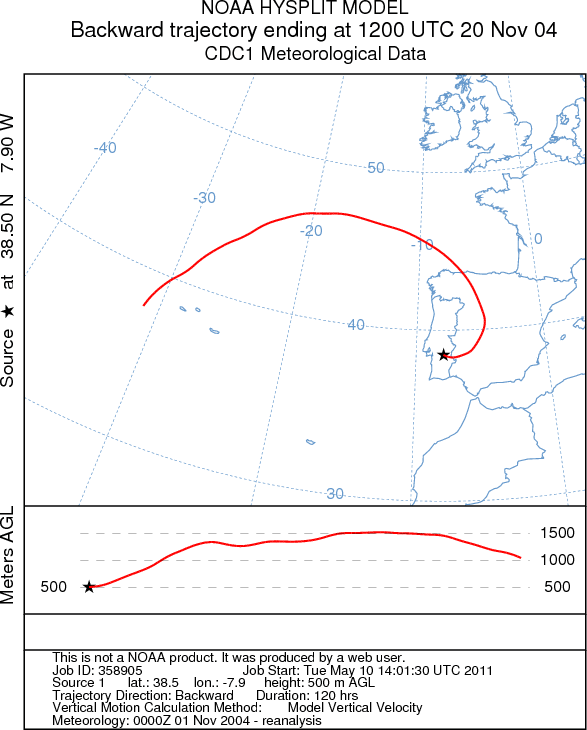 NOAA HYSPLIT MODEL
Backward trajectory ending at 1200 UTC 20 Nov 04
CDC1 Meteorological Data
Source ★ at 38.50 N 7.90 W
-40
50
-30
-20
-10
0
40
30
Meters AGL
1500
1000
500
500
This is not a NOAA product. It was produced by a web user.
Job ID: 358905 Job Start: Tue May 10 14:01:30 UTC 2011
Source 1 lat.: 38.5 lon.: -7.9 height: 500 m AGL
Trajectory Direction: Backward Duration: 120 hrs
Vertical Motion Calculation Method: Model Vertical Velocity
Meteorology: 0000Z 01 Nov 2004 - reanalysis